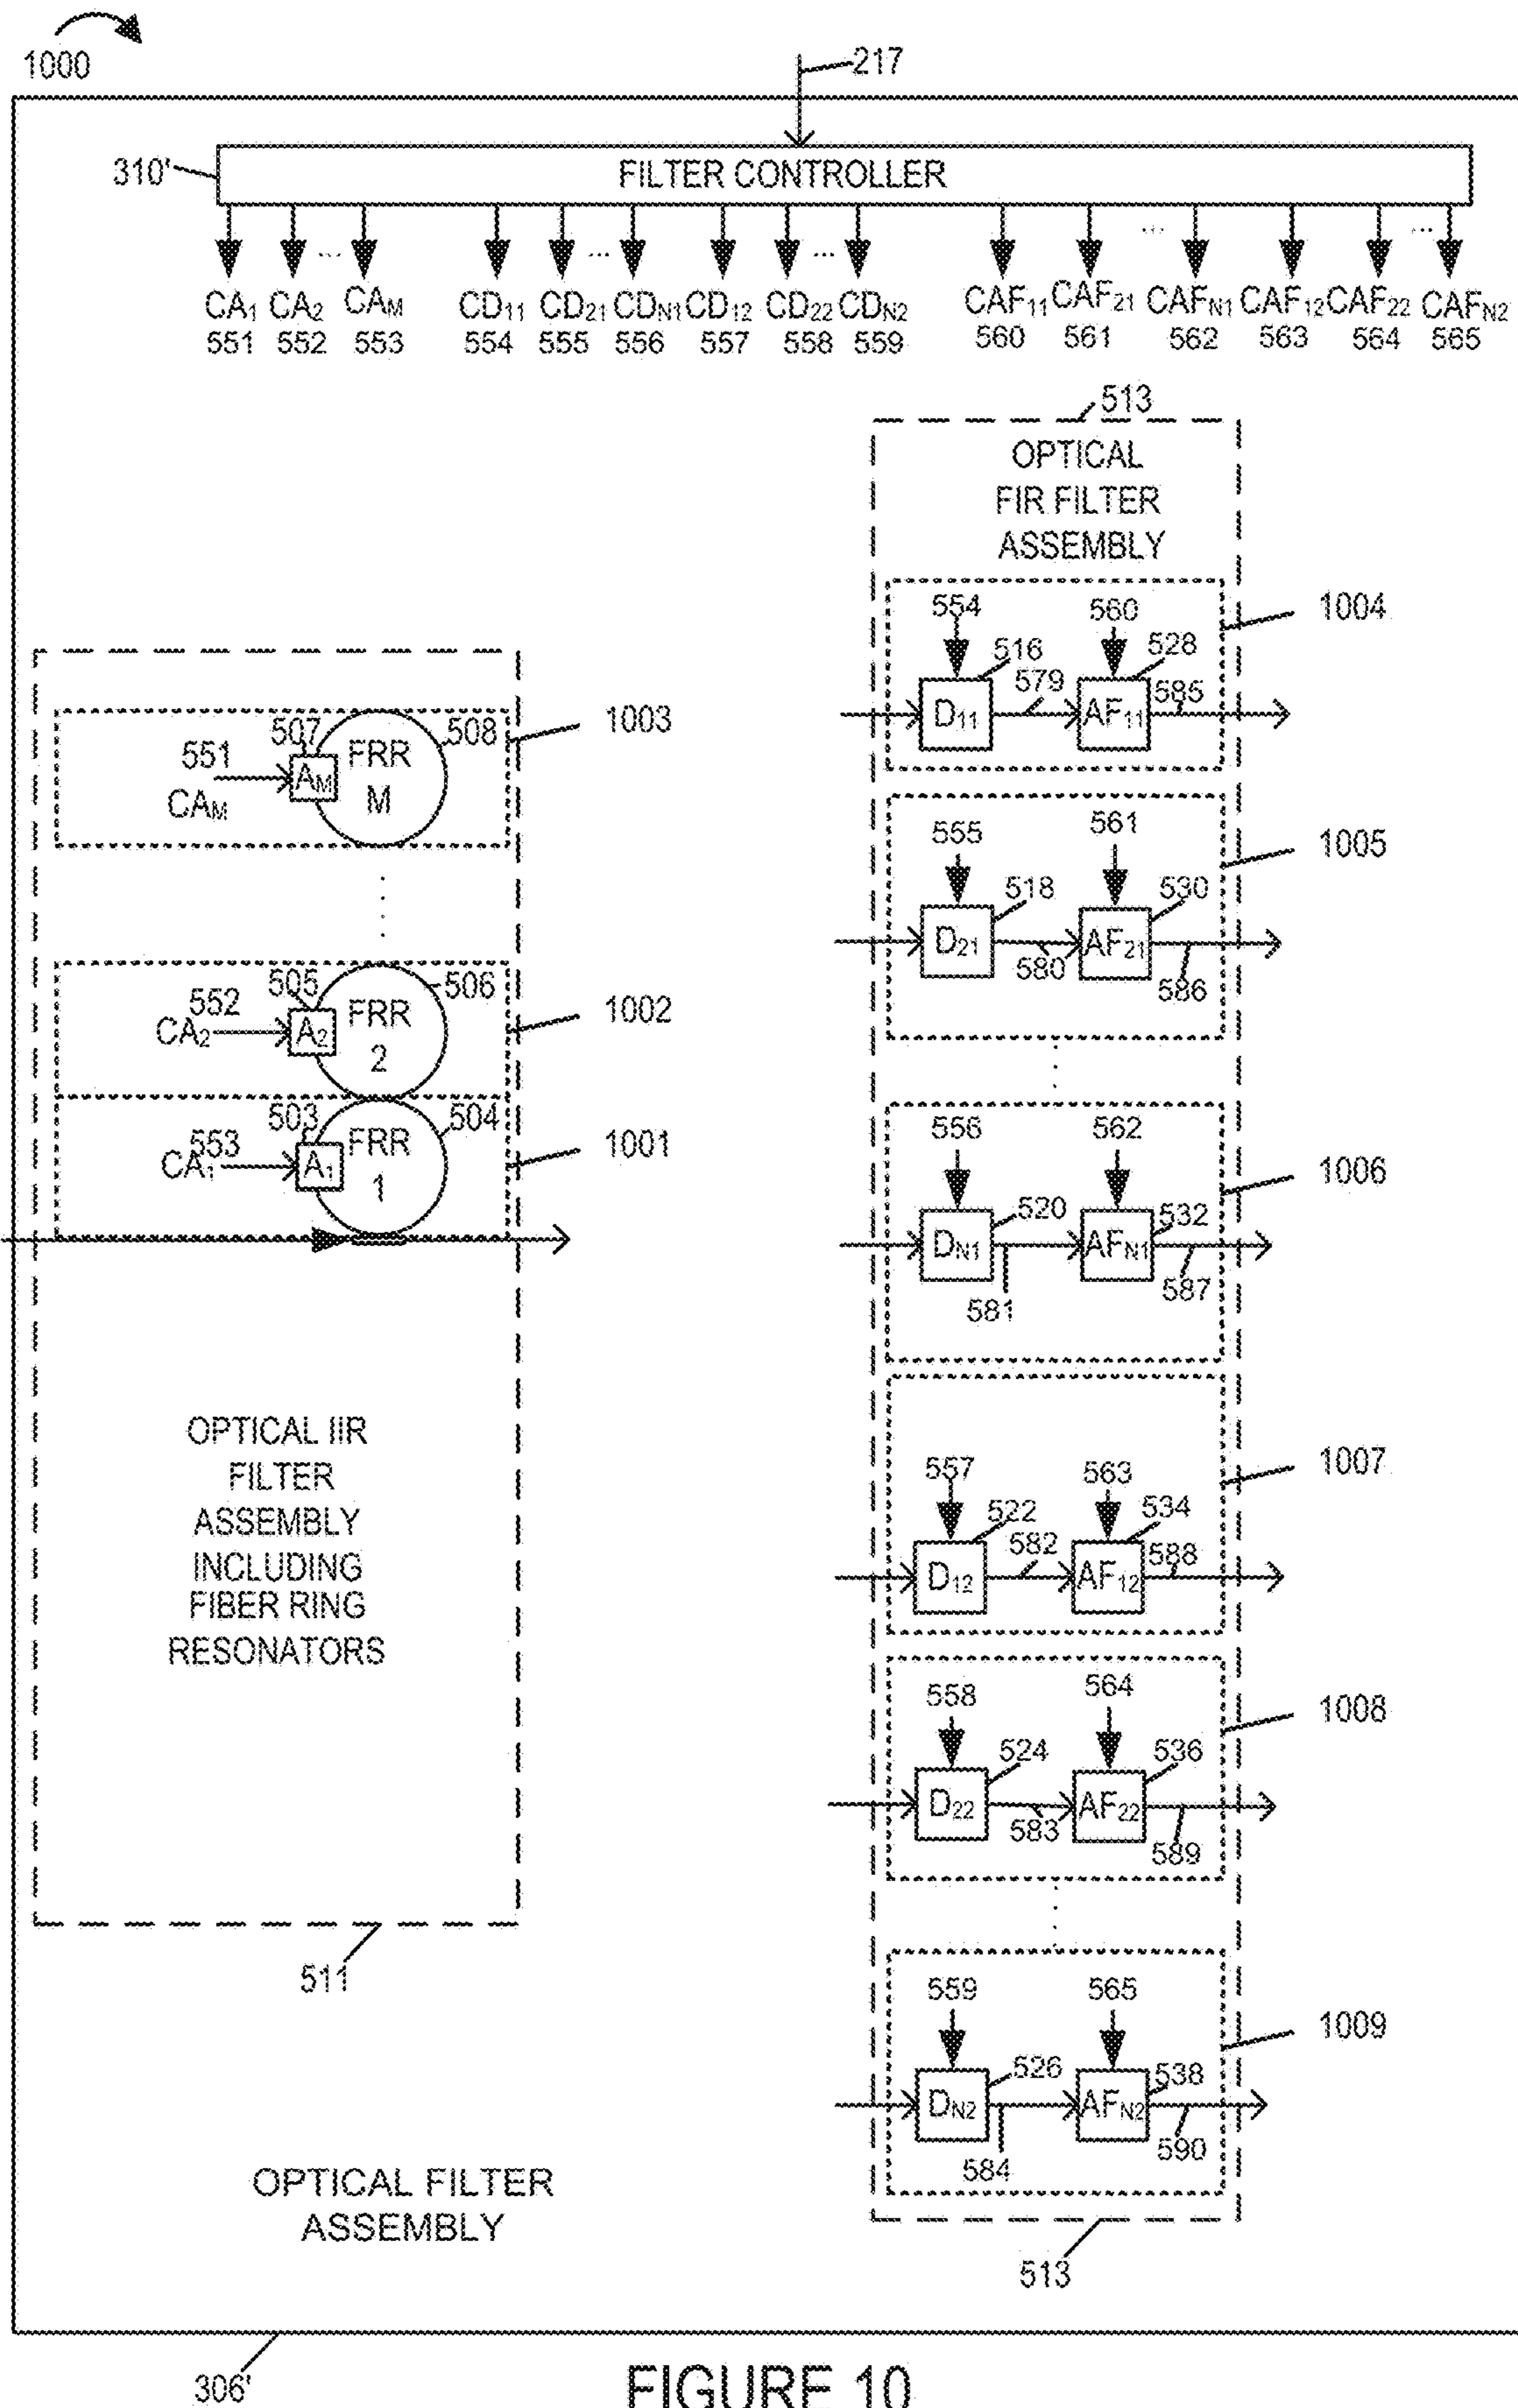 1000
217
310'
FILTER CONTROLLER
... ... ... ... ...
CA1 CA2 CAM CD11 CD21 CDN1 CD12 CD22 CDN2 CAF11 CAF21 CAFN1 CAF12 CAF22 CAFN2
551 552 553 554 555 556 557 558 559 560 561 562 563 564 565
513
OPTICAL
FIR FILTER
ASSEMBLY
554 560 1004
516 528
579 585
D11 AF11
507 508 1003
551 FRR
AM
CAM M
555 561 1005
518 530
D21 AF21
580 586
505 506
552 FRR 1002
CA2 A2
2
503 504
553 FRR 1001
CA1 A1
1
556 562 1006
520 532
DN1 AFN1
581 587
OPTICAL IIR
FILTER
ASSEMBLY
INCLUDING
FIBER RING
RESONATORS
511
557 563 1007
522 534
582 588
D12 AF12
558 564 1008
524 536
D22 AF22
583 589
559 565 1009
526 538
DN2 AFN2
584 590
OPTICAL FILTER
ASSEMBLY
513
306'
FIGURE 10